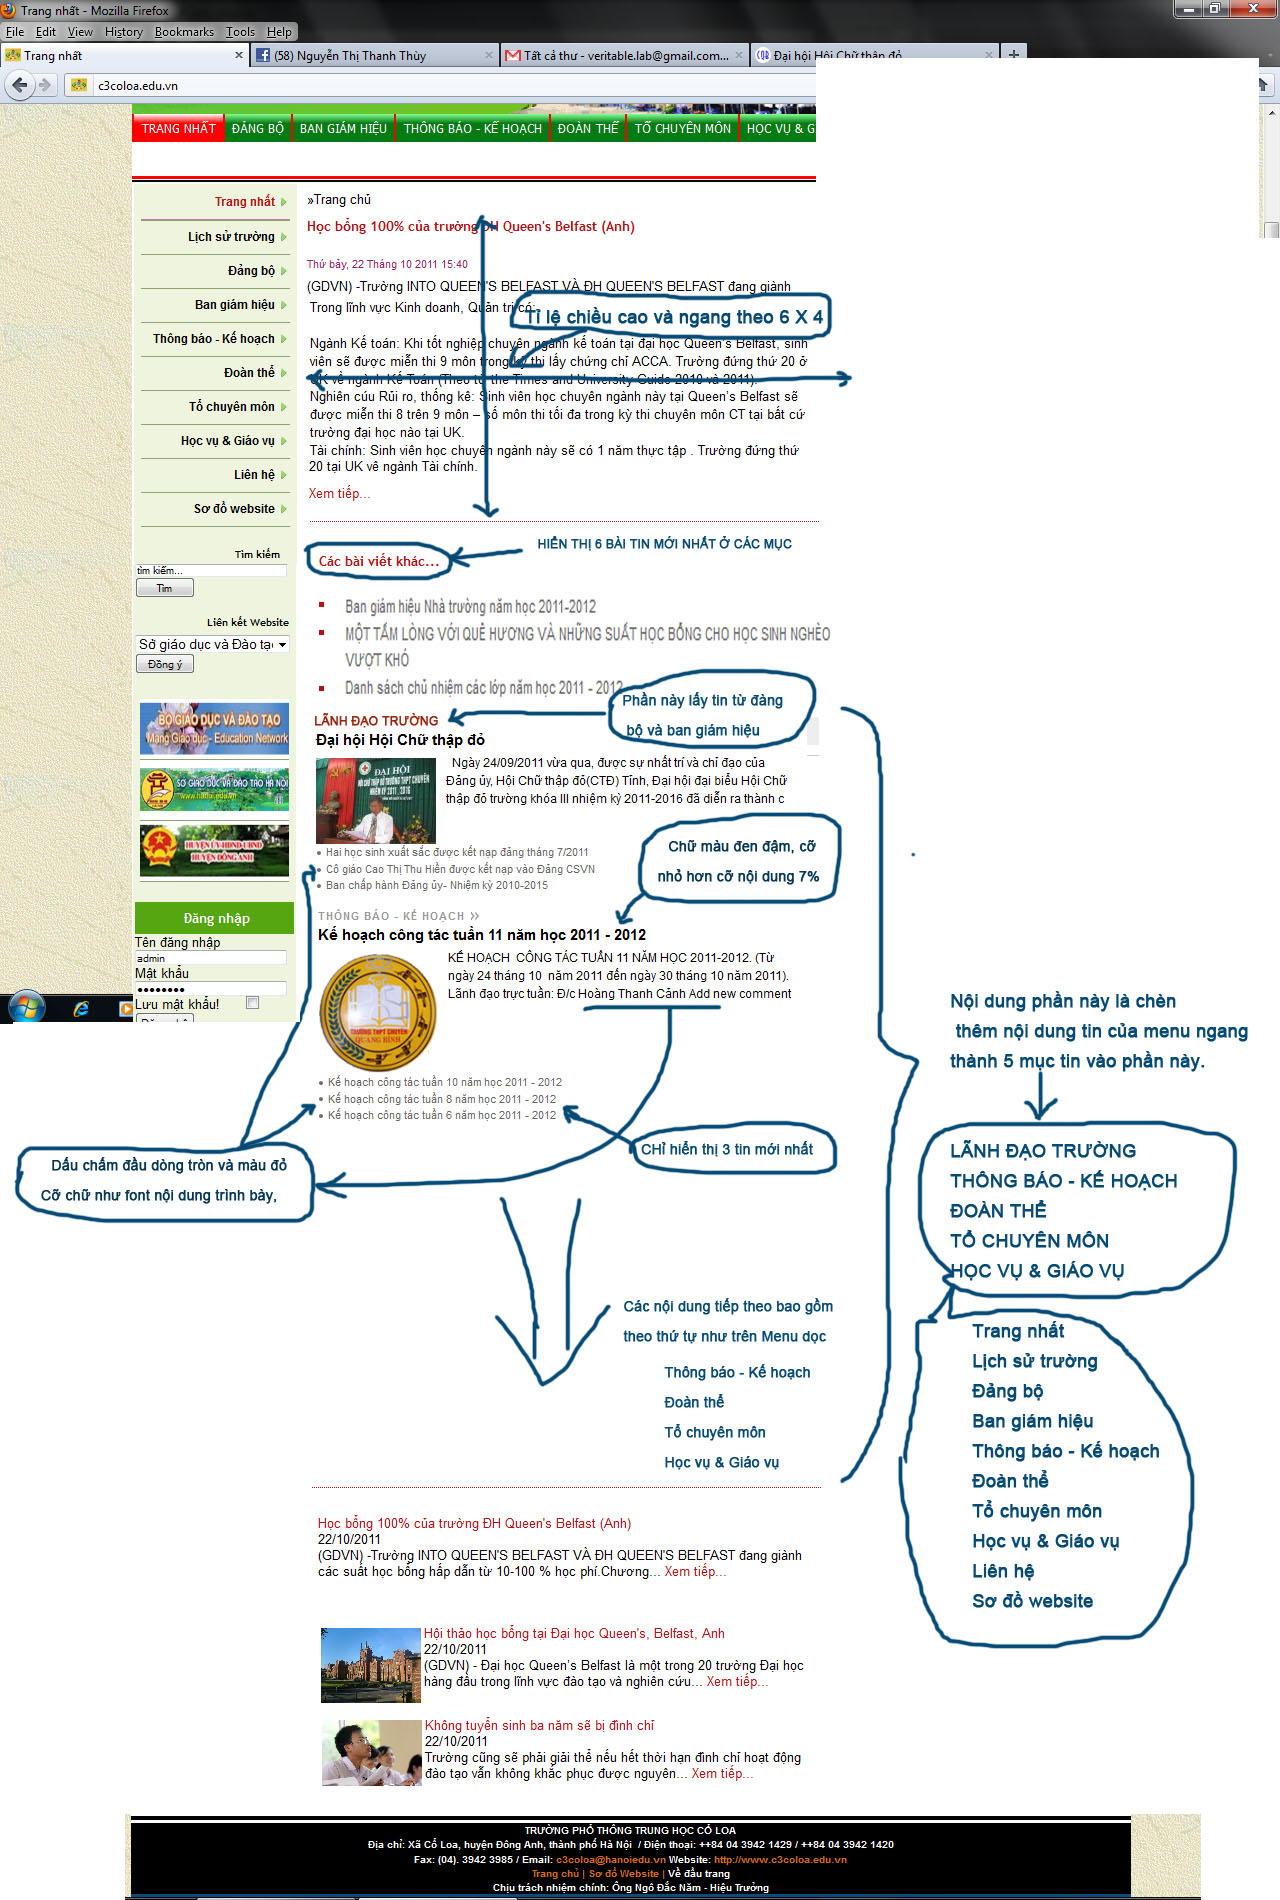 Trang nhất - Mozilla Firefox
File Edit View History Bookmarks Tools Help
Trang nhất
(58) Nguyễn Thị Thanh Thùy
Tất cả thư - veritable.lab@gmail.com...
Đại hội Hội Chữ thập đỏ
c3coloa.edu.vn
TRANG NHẤT ĐẢNG BỘ BAN GIÁM HIỆU THÔNG BÁO - KẾ HOẠCH ĐOÀN THỂ TỔ CHUYÊN MÔN HỌC VỤ & G
Trang nhất
Lịch sử trường
Đảng bộ
Ban giám hiệu
Thông báo - Kế hoạch
Đoàn thể
Tổ chuyên môn
Học vụ & Giáo vụ
Liên hệ
Sơ đồ website
Tìm kiếm
tìm kiếm...
Tìm
Liên kết Website
Sở giáo dục và Đào tạo
Đồng ý
BỘ GIÁO DỤC VÀ ĐÀO TẠO
Mạng Giáo dục - Education Network
SỞ GIÁO DỤC VÀ ĐÀO TẠO HÀ NỘI
www.hanoi.edu.vn
HUYỆN ỦY-HĐND-UBND
HUYỆN ĐÔNG ANH
Đăng nhập
Tên đăng nhập
admin
Mật khẩu
Lưu mật khẩu!
»Trang chủ
Học bổng 100% của trường ĐH Queen's Belfast (Anh)
Thứ bảy, 22 Tháng 10 2011 15:40
(GDVN) -Trường INTO QUEEN'S BELFAST VÀ ĐH QUEEN'S BELFAST đang giành
Trong lĩnh vực Kinh doanh, Quản trị có:
Tỉ lệ chiều cao và ngang theo 6 X 4
Ngành Kế toán: Khi tốt nghiệp chuyên ngành kế toán tại đại học Queen's Belfast, sinh
viên sẽ được miễn thi 9 môn trong kỳ thi lấy chứng chỉ ACCA. Trường đứng thứ 20 ở
UK về ngành Kế Toán (Theo tờ the Times and University Guide 2010 và 2011).
Nghiên cứu Rủi ro, thống kê: Sinh viên học chuyên ngành này tại Queen's Belfast sẽ
được miễn thi 8 trên 9 môn – số môn thi tối đa trong kỳ thi chuyên môn CT tại bất cứ
trường đại học nào tại UK.
Tài chính: Sinh viên học chuyên ngành này sẽ có 1 năm thực tập . Trường đứng thứ
20 tại UK về ngành Tài chính.
Xem tiếp...
HIỂN THỊ 6 BÀI TIN MỚI NHẤT Ở CÁC MỤC
Các bài viết khác...
Ban giám hiệu Nhà trường năm học 2011-2012
MỘT TẤM LÒNG VỚI QUÊ HƯƠNG VÀ NHỮNG SUẤT HỌC BỔNG CHO HỌC SINH NGHÈO
VƯỢT KHÓ
Danh sách chủ nhiệm các lớp năm học 2011 - 2012
Phần này lấy tin từ đảng
bộ và ban giám hiệu
LÃNH ĐẠO TRƯỜNG
Đại hội Hội Chữ thập đỏ
ĐẠI HỘI
Ngày 24/09/2011 vừa qua, được sự nhất trí và chỉ đạo của
Đảng ủy, Hội Chữ thập đỏ(CTĐ) Tỉnh, Đại hội đại biểu Hội Chữ
thập đỏ trường khóa III nhiệm kỳ 2011-2016 đã diễn ra thành c
Hai học sinh xuất sắc được kết nạp đảng tháng 7/2011
Cô giáo Cao Thị Thu Hiền được kết nạp vào Đảng CSVN
Ban chấp hành Đảng ủy- Nhiệm kỳ 2010-2015
Chữ màu đen đậm, cỡ
nhỏ hơn cỡ nội dung 7%
THÔNG BÁO - KẾ HOẠCH »
Kế hoạch công tác tuần 11 năm học 2011 - 2012
KẾ HOẠCH CÔNG TÁC TUẦN 11 NĂM HỌC 2011-2012. (Từ
ngày 24 tháng 10 năm 2011 đến ngày 30 tháng 10 năm 2011).
Lãnh đạo trực tuần: Đ/c Hoàng Thanh Cảnh Add new comment
TRƯỜNG THPT CHUYÊN
QUẢNG BÌNH
Kế hoạch công tác tuần 10 năm học 2011 - 2012
Kế hoạch công tác tuần 8 năm học 2011 - 2012
Kế hoạch công tác tuần 6 năm học 2011 - 2012
CHỈ hiển thị 3 tin mới nhất
Dấu chấm đầu dòng tròn và màu đỏ
Cỡ chữ như font nội dung trình bày,
Nội dung phần này là chèn
thêm nội dung tin của menu ngang
thành 5 mục tin vào phần này.
LÃNH ĐẠO TRƯỜNG
THÔNG BÁO - KẾ HOẠCH
ĐOÀN THỂ
TỔ CHUYÊN MÔN
HỌC VỤ & GIÁO VỤ
Trang nhất
Lịch sử trường
Đảng bộ
Ban giám hiệu
Thông báo - Kế hoạch
Đoàn thể
Tổ chuyên môn
Học vụ & Giáo vụ
Liên hệ
Sơ đồ website
Các nội dung tiếp theo bao gồm
theo thứ tự như trên Menu dọc
Thông báo - Kế hoạch
Đoàn thể
Tổ chuyên môn
Học vụ & Giáo vụ
Học bổng 100% của trường ĐH Queen's Belfast (Anh)
22/10/2011
(GDVN) -Trường INTO QUEEN'S BELFAST VÀ ĐH QUEEN'S BELFAST đang giành
các suất học bổng hấp dẫn từ 10-100 % học phí.Chương... Xem tiếp...
Hội thảo học bổng tại Đại học Queen's, Belfast, Anh
22/10/2011
(GDVN) - Đại học Queen's Belfast là một trong 20 trường Đại học
hàng đầu trong lĩnh vực đào tạo và nghiên cứu... Xem tiếp...
Không tuyển sinh ba năm sẽ bị đình chỉ
22/10/2011
Trường cũng sẽ phải giải thể nếu hết thời hạn đình chỉ hoạt động
đào tạo vẫn không khắc phục được nguyên... Xem tiếp...
TRƯỜNG PHỔ THÔNG TRUNG HỌC CỔ LOA
Địa chỉ: Xã Cổ Loa, huyện Đông Anh, thành phố Hà Nội / Điện thoại: ++84 04 3942 1429 / ++84 04 3942 1420
Fax: (04). 3942 3985 / Email: c3coloa@hanoiedu.vn Website: http://www.c3coloa.edu.vn
Trang chủ | Sơ đồ Website | Về đầu trang
Chịu trách nhiệm chính: Ông Ngô Đắc Năm - Hiệu Trưởng